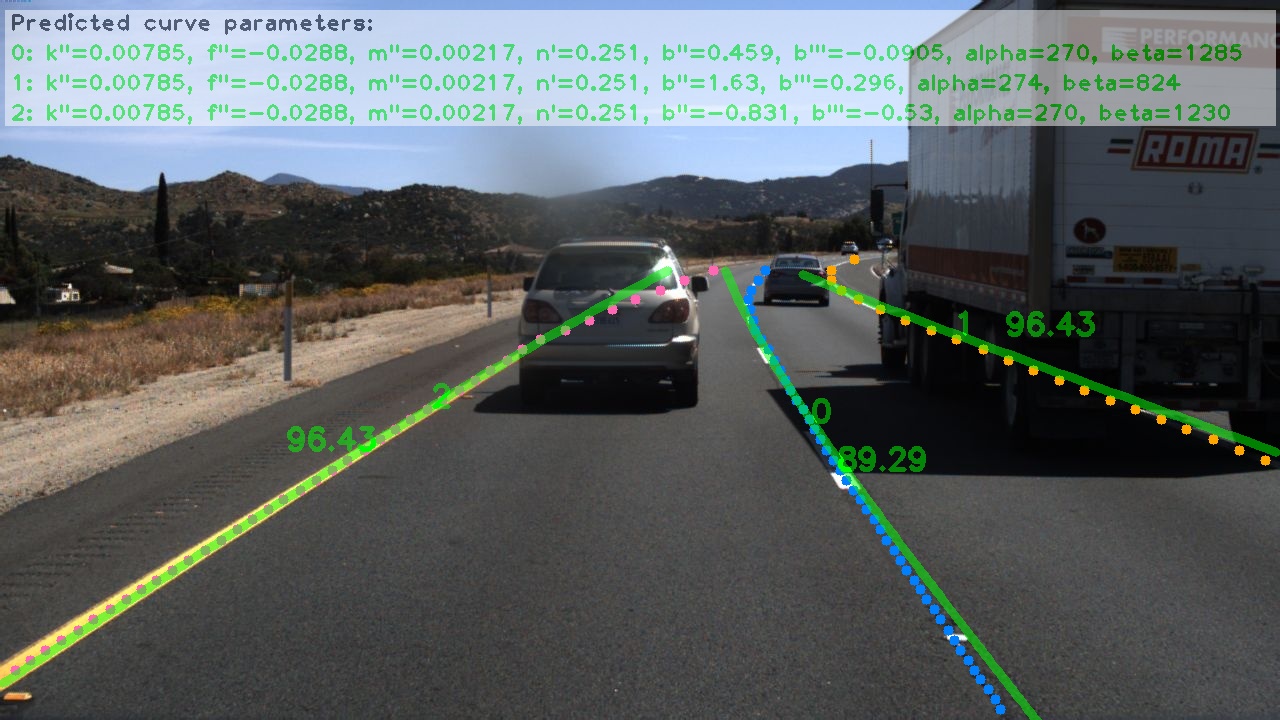 Predicted curve parameters:
0: k''=0.00785, f''=-0.0288, m''=0.00217, n'=0.251, b''=0.459, b'''=-0.0905, alpha=270, beta=1285
1: k''=0.00785, f''=-0.0288, m''=0.00217, n'=0.251, b''=1.63, b'''=0.296, alpha=274, beta=824
2: k''=0.00785, f''=-0.0288, m''=0.00217, n'=0.251, b''=-0.831, b'''=-0.53, alpha=270, beta=1230
PERFORMANC
ROMA
1 96.43
2
0
96.43
89.29